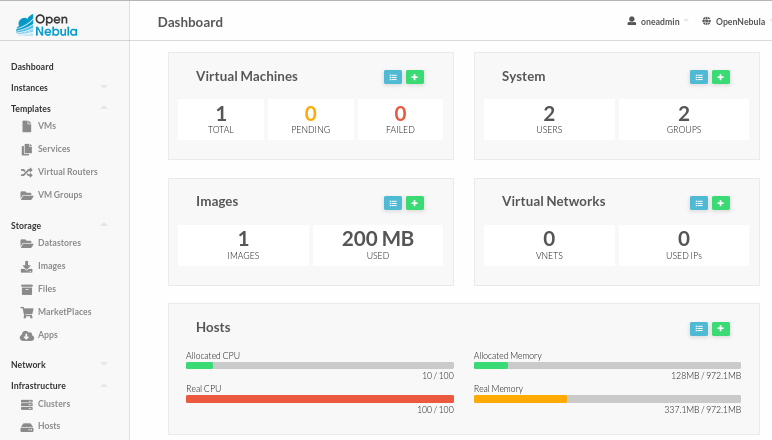 Open
Nebula
Dashboard
oneadmin
OpenNebula
Dashboard
Instances
Templates
VMs
Services
Virtual Routers
VM Groups
Storage
Datastores
Images
Files
MarketPlaces
Apps
Network
Infrastructure
Clusters
Hosts
Virtual Machines
1
TOTAL
0
PENDING
0
FAILED
System
2
USERS
2
GROUPS
Images
1
IMAGES
200 MB
USED
Virtual Networks
0
VNETS
0
USED IPs
Hosts
Allocated CPU
10 / 100
Real CPU
100 / 100
Allocated Memory
128MB / 972.1MB
Real Memory
337.1MB / 972.1MB